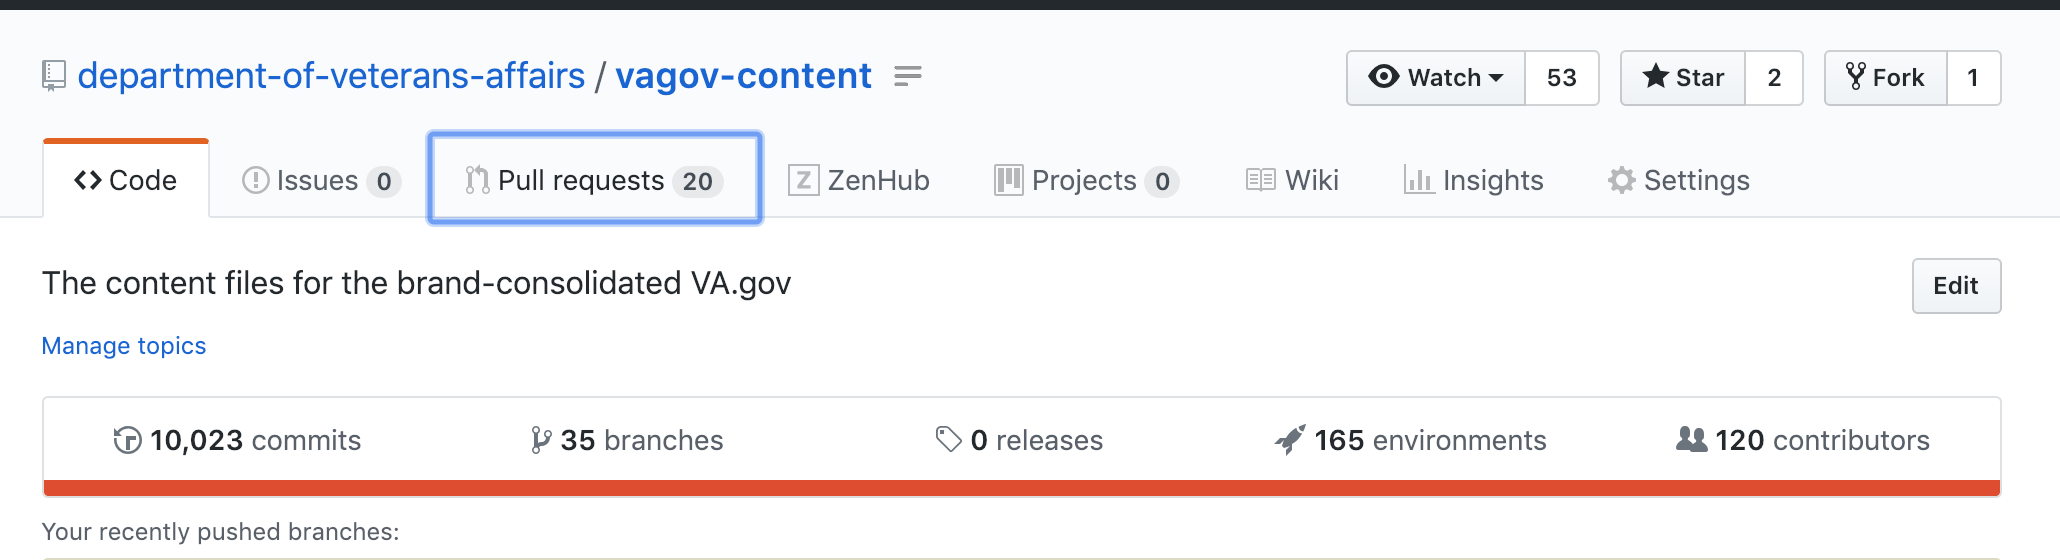 department-of-veterans-affairs / vagov-content
Watch 53 Star 2 Fork 1
Code Issues 0 Pull requests 20 Z ZenHub Projects 0 Wiki Insights Settings
The content files for the brand-consolidated VA.gov
Edit
Manage topics
10,023 commits 35 branches 0 releases 165 environments 120 contributors
Your recently pushed branches: